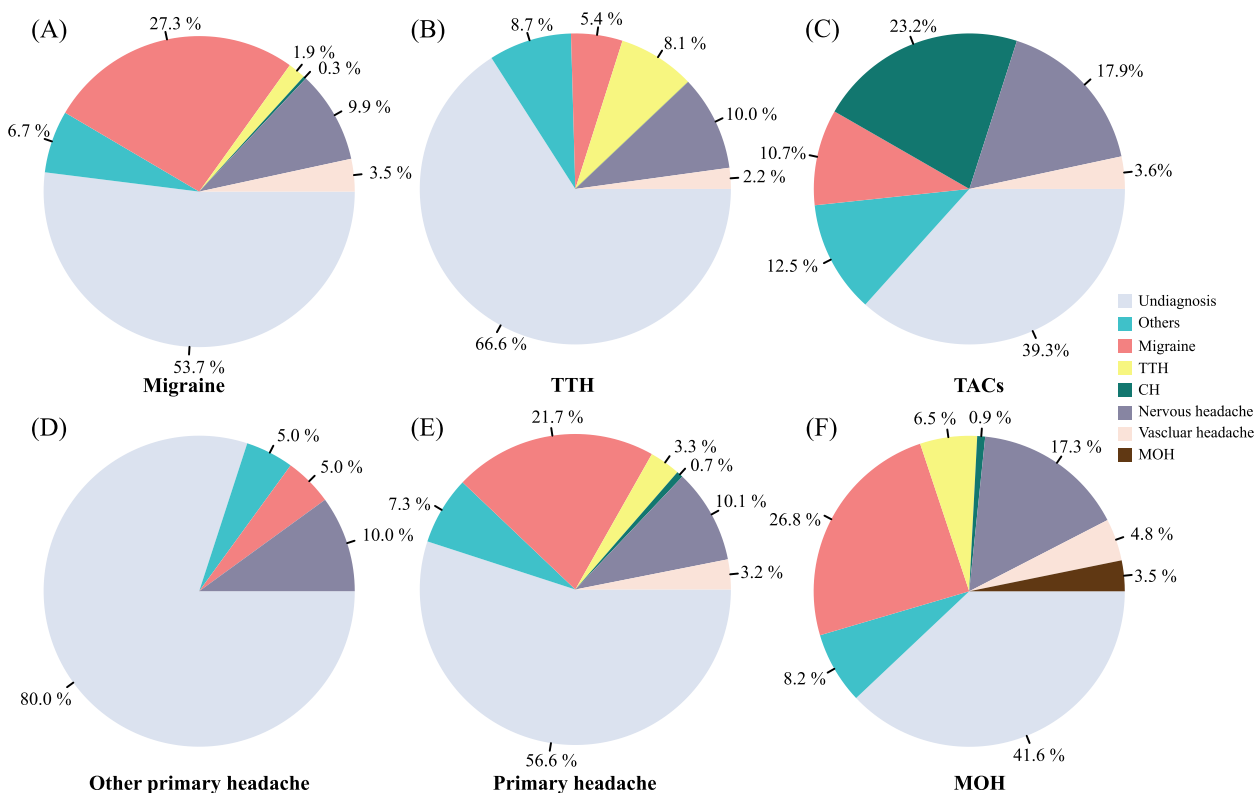 (A)
27.3 %
1.9 %
0.3 %
9.9 %
3.5 %
6.7 %
53.7 %
Migraine
(B)
8.7 %
5.4 %
8.1 %
10.0 %
2.2 %
66.6 %
TTH
(C)
23.2%
17.9%
3.6%
10.7%
12.5 %
39.3%
TACs
Undiagnosis
Others
Migraine
TTH
CH
Nervous headache
Vascluar headache
MOH
(D)
5.0 %
5.0 %
10.0 %
80.0 %
Other primary headache
(E)
21.7 %
3.3 %
0.7 %
10.1 %
3.2 %
7.3 %
56.6 %
Primary headache
(F)
6.5 %
0.9 %
17.3 %
4.8 %
3.5 %
26.8 %
8.2 %
41.6 %
MOH